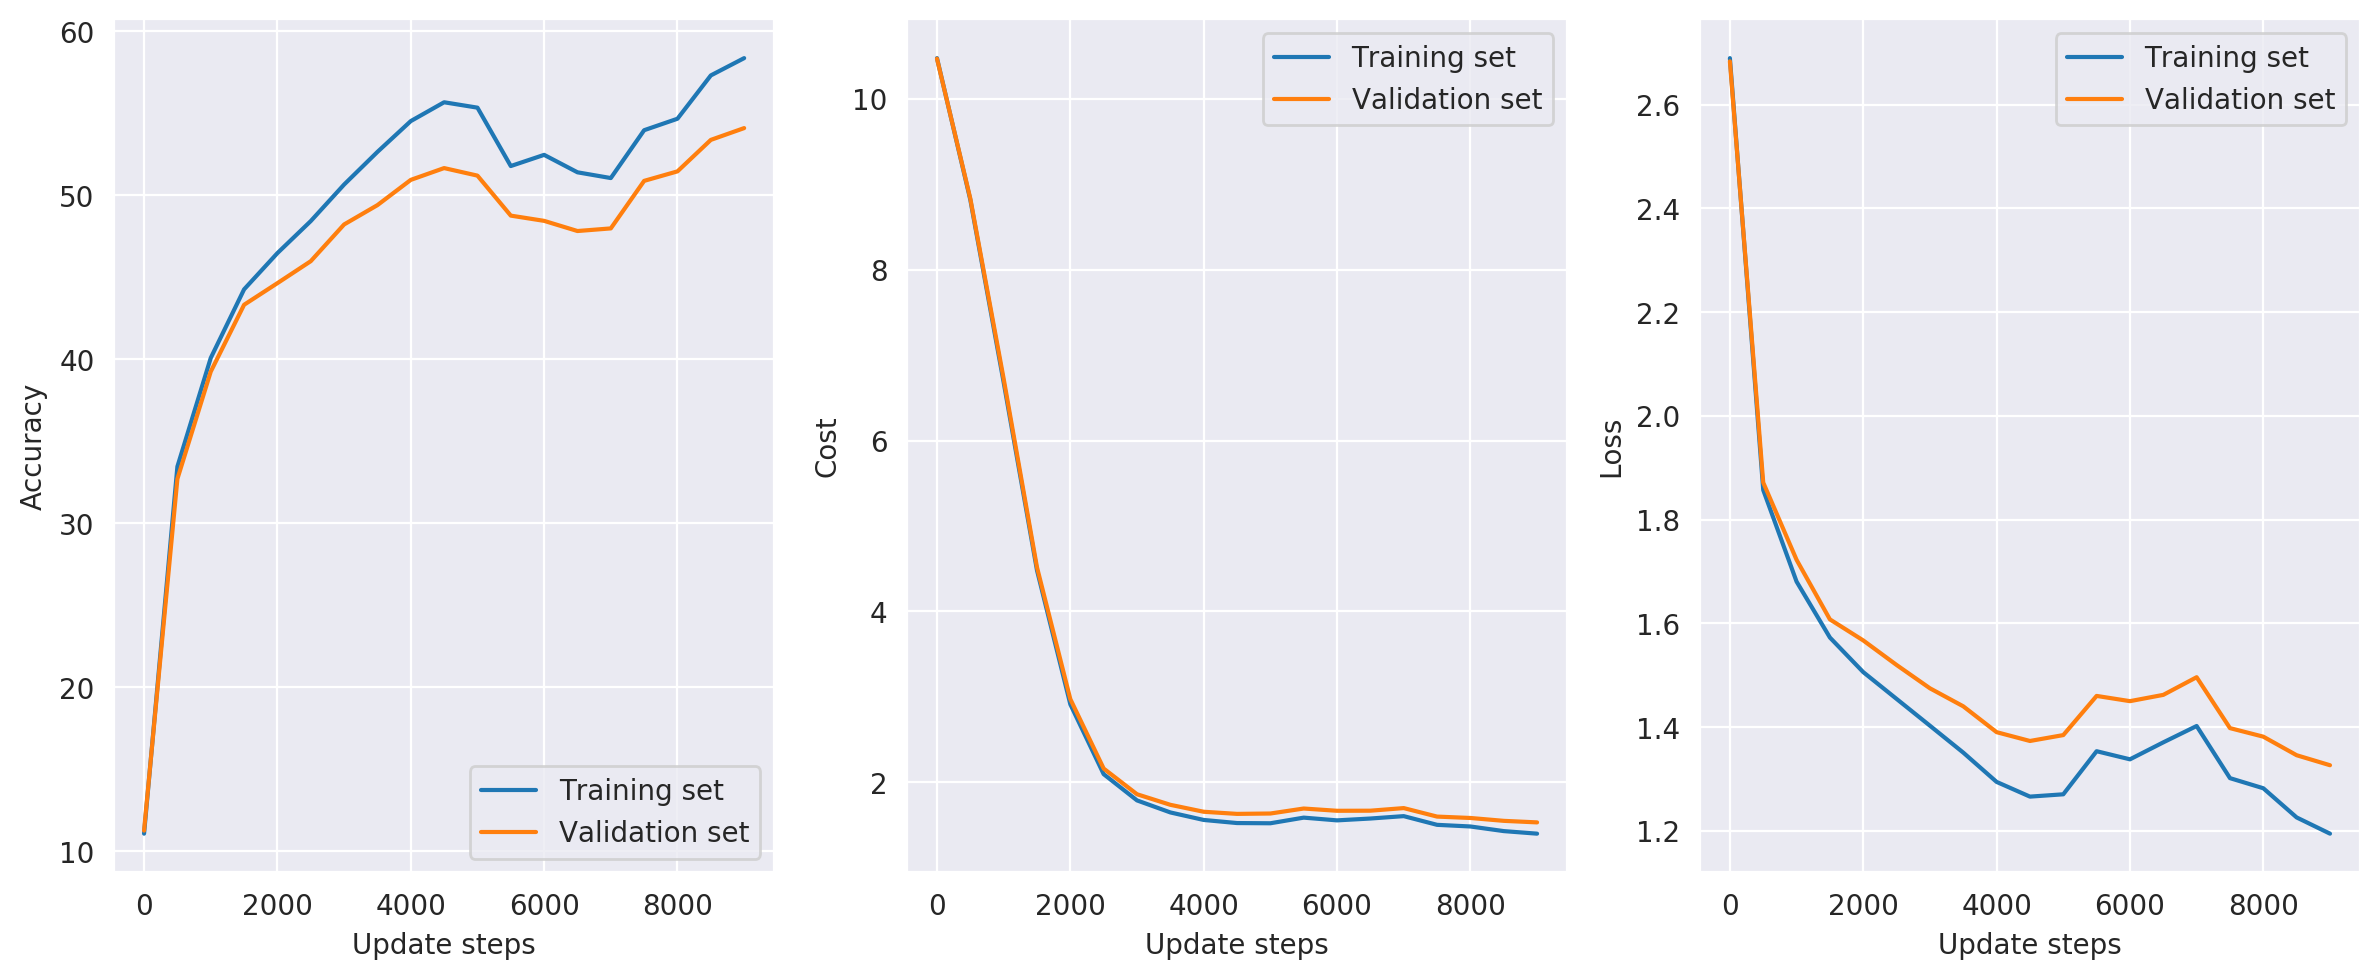 Accuracy
60
50
40
30
20
10
0 2000 4000 6000 8000
Update steps
Training set
Validation set
Cost
10
8
6
4
2
0 2000 4000 6000 8000
Update steps
Training set
Validation set
Loss
2.6
2.4
2.2
2.0
1.8
1.6
1.4
1.2
0 2000 4000 6000 8000
Update steps
Training set
Validation set